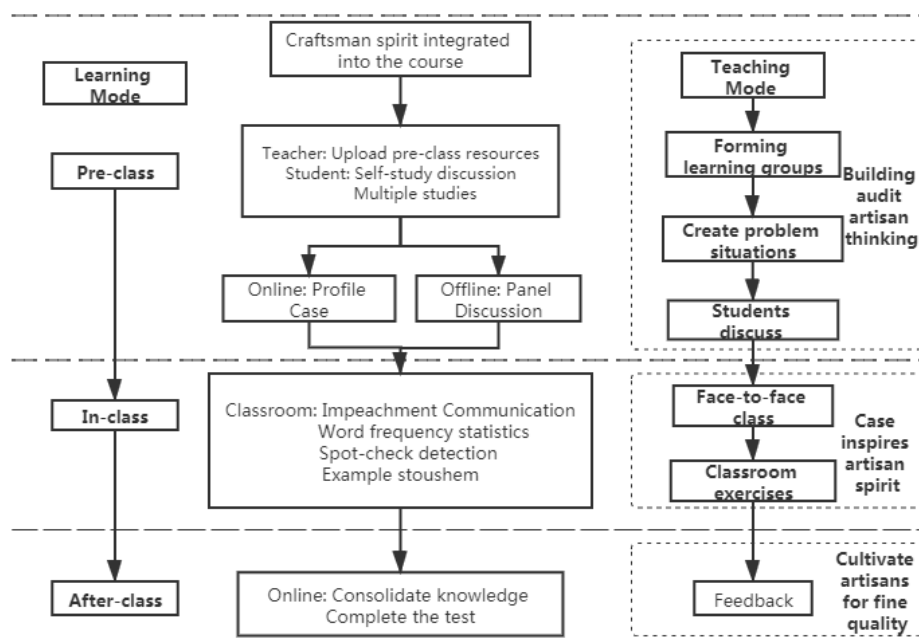 Craftsman spirit integrated
into the course
Learning
Mode
Teaching
Mode
Pre-class
Teacher: Upload pre-class resources
Student: Self-study discussion
Multiple studies
Forming
learning groups
Building
audit
artisan
thinking
Create problem
situations
Online: Profile
Case
Offline: Panel
Discussion
Students
discuss
In-class
Classroom: Impeachment Communication
Word frequency statistics
Spot-check detection
Example stoushem
Face-to-face
class
Case
inspires
artisan
spirit
Classroom
exercises
After-class
Online: Consolidate knowledge
Complete the test
Feedback
Cultivate
artisans
for fine
quality